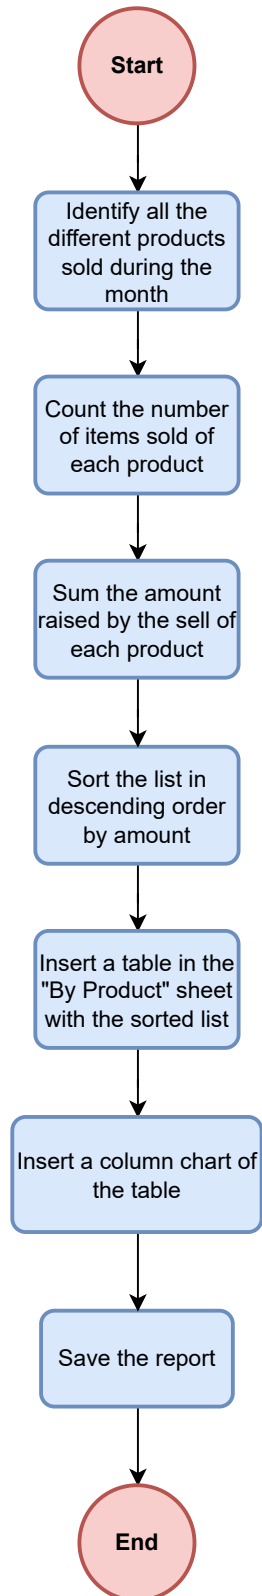 Start
Identify all the
different products
sold during the
month
Count the number
of items sold of
each product
Sum the amount
raised by the sell of
each product
Sort the list in
descending order
by amount
Insert a table in the
"By Product" sheet
with the sorted list
Insert a column chart of
the table
Save the report
End